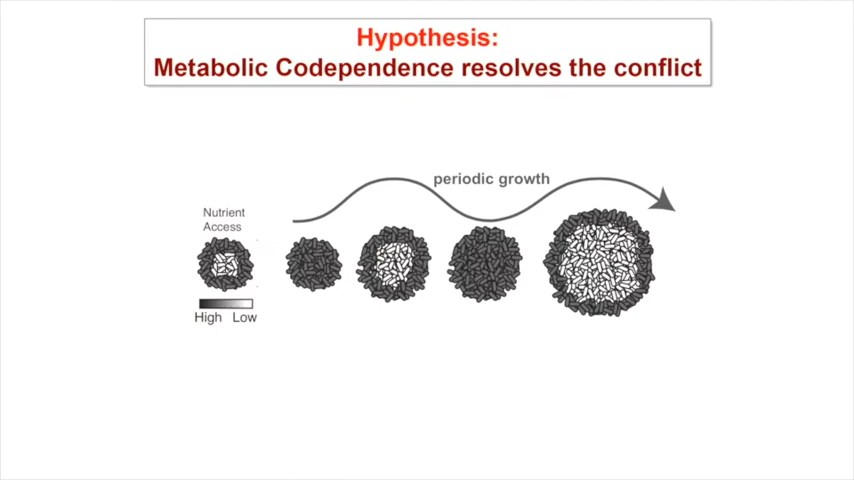 Hypothesis:
Metabolic Codependence resolves the conflict
periodic growth
Nutrient
Access
High Low